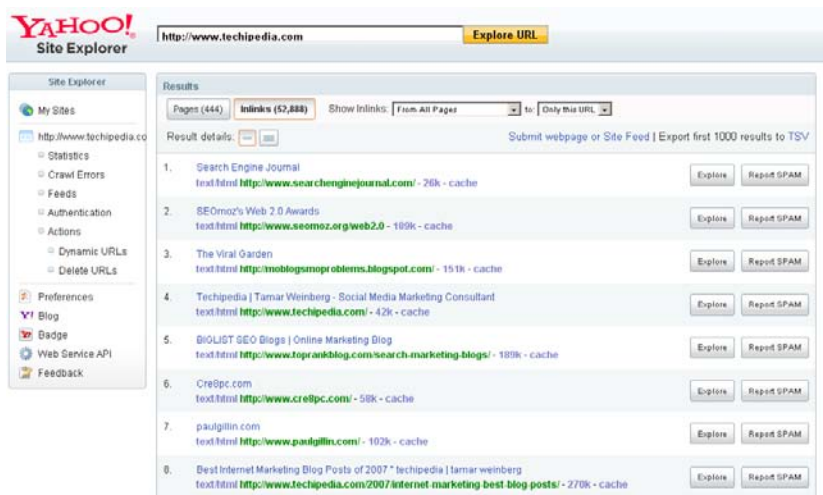 YAHOO!
Site Explorer
http://www.techipedia.com
Explore URL
Site Explorer
My Sites
http://www.techipedia.co
Statistics
Crawl Errors
Feeds
Authentication
Actions
Dynamic URLs
Delete URLs
Preferences
Y! Blog
Badge
Web Service API
Feedback
Results
Pages (444) Inlinks (52,888) Show Inlinks: From All Pages to: Only this URL
Result details: Submit webpage or Site Feed | Export first 1000 results to TSV
1. Search Engine Journal
text/html http://www.searchenginejournal.com/ - 26k - cache
Explore Report SPAM
2. SEOmoz's Web 2.0 Awards
text/html http://www.seomoz.org/web2.0 - 189k - cache
Explore Report SPAM
3. The Viral Garden
text/html http://moblogsmoproblems.blogspot.com/ - 151k - cache
Explore Report SPAM
4. Techipedia | Tamar Weinberg - Social Media Marketing Consultant
text/html http://www.techipedia.com/ - 42k - cache
Explore Report SPAM
5. BIGLIST SEO Blogs | Online Marketing Blog
text/html http://www.toprankblog.com/search-marketing-blogs/ - 189k - cache
Explore Report SPAM
6. Cre8pc.com
text/html http://www.cre8pc.com/ - 58k - cache
Explore Report SPAM
7. paulgillin.com
text/html http://www.paulgillin.com/ - 102k - cache
Explore Report SPAM
8. Best Internet Marketing Blog Posts of 2007 " techipedia | tamar weinberg
text/html http://www.techipedia.com/2007/internet-marketing-best-blog-posts/ - 270k - cache
Explore Report SPAM